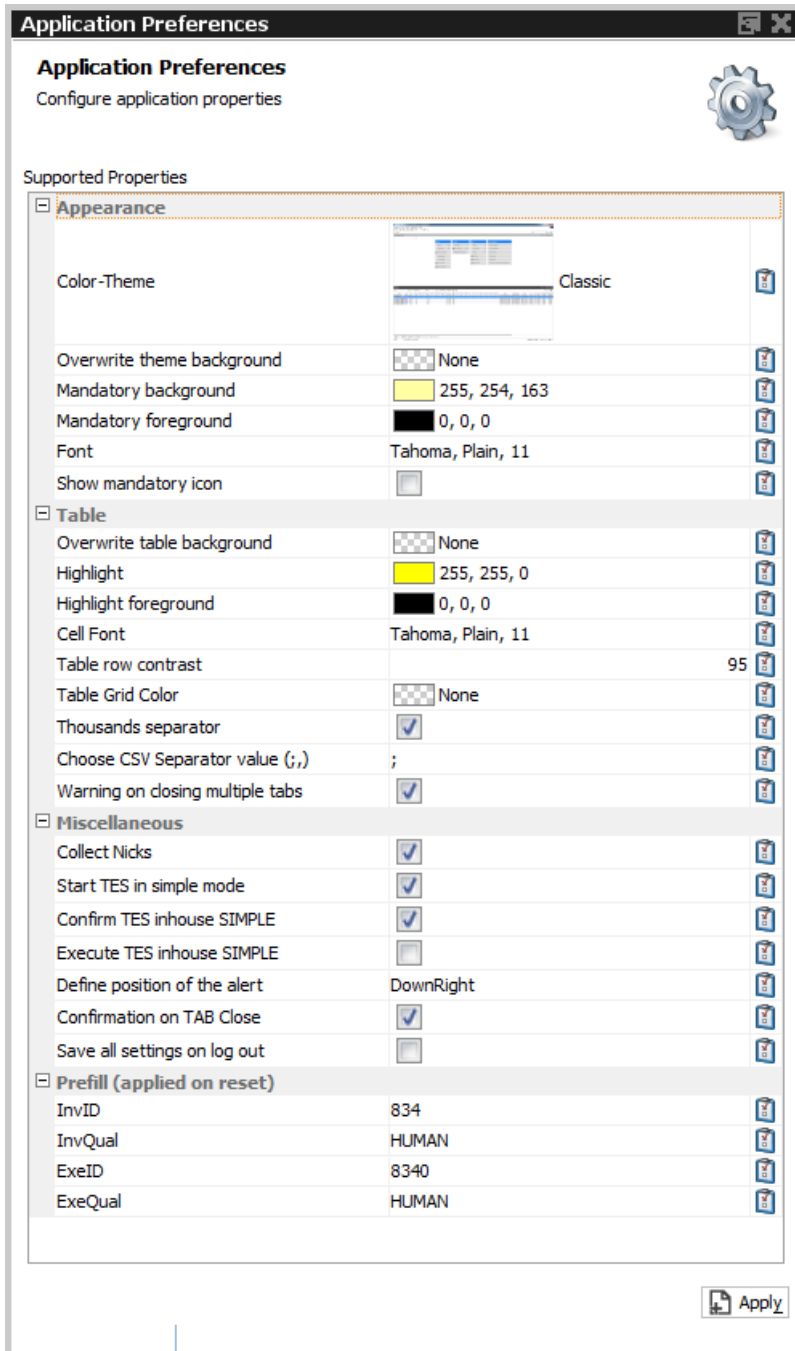 Application Preferences
Application Preferences
Configure application properties
Supported Properties
Appearance
Color-Theme Classic
Overwrite theme background None
Mandatory background 255, 254, 163
Mandatory foreground 0, 0, 0
Font Tahoma, Plain, 11
Show mandatory icon
Table
Overwrite table background None
Highlight 255, 255, 0
Highlight foreground 0, 0, 0
Cell Font Tahoma, Plain, 11
Table row contrast 95
Table Grid Color None
Thousands separator
Choose CSV Separator value (;,) ;
Warning on closing multiple tabs
Miscellaneous
Collect Nicks
Start TES in simple mode
Confirm TES inhouse SIMPLE
Execute TES inhouse SIMPLE
Define position of the alert DownRight
Confirmation on TAB Close
Save all settings on log out
Prefill (applied on reset)
InvID 834
InvQual HUMAN
ExeID 8340
ExeQual HUMAN
Apply